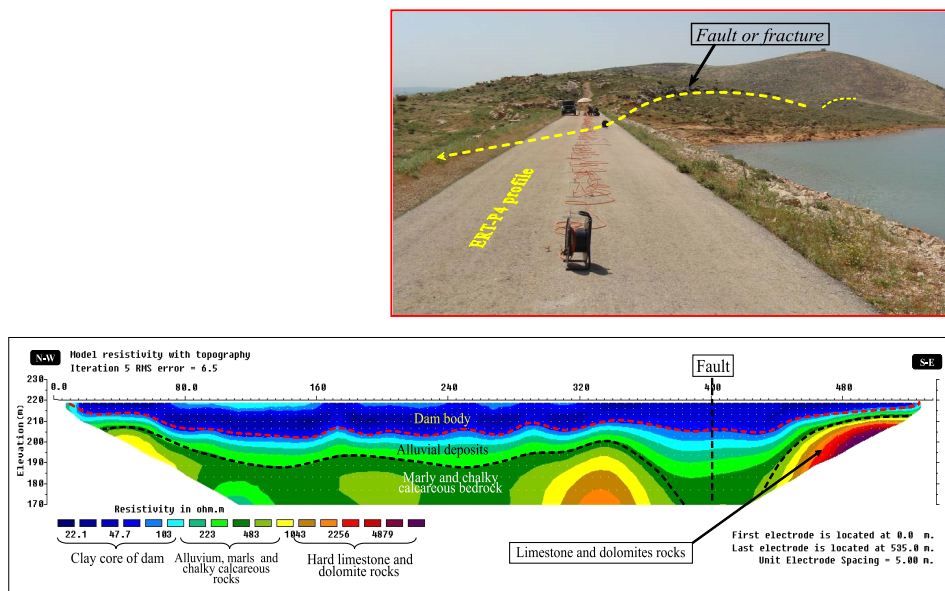 Fault or fracture
ERT-P4 profile
N-W
Model resistivity with topography
Iteration 5 RMS error = 6.5
Fault
S-E
Elevation(m)
230
220
210
200
190
180
170
0.0 80.0 160 240 320 400 480
Dam body
Alluvial deposits
Marly and chalky
calcareous bedrock
Resistivity in ohm.m
22.1 47.7 103 223 483 1043 2256 4879
Clay core of dam
Alluvium, marls and
chalky calcareous
rocks
Hard limestone and
dolomite rocks
Limestone and dolomites rocks
First electrode is located at 0.0 m.
Last electrode is located at 535.0 m.
Unit Electrode Spacing = 5.00 m.